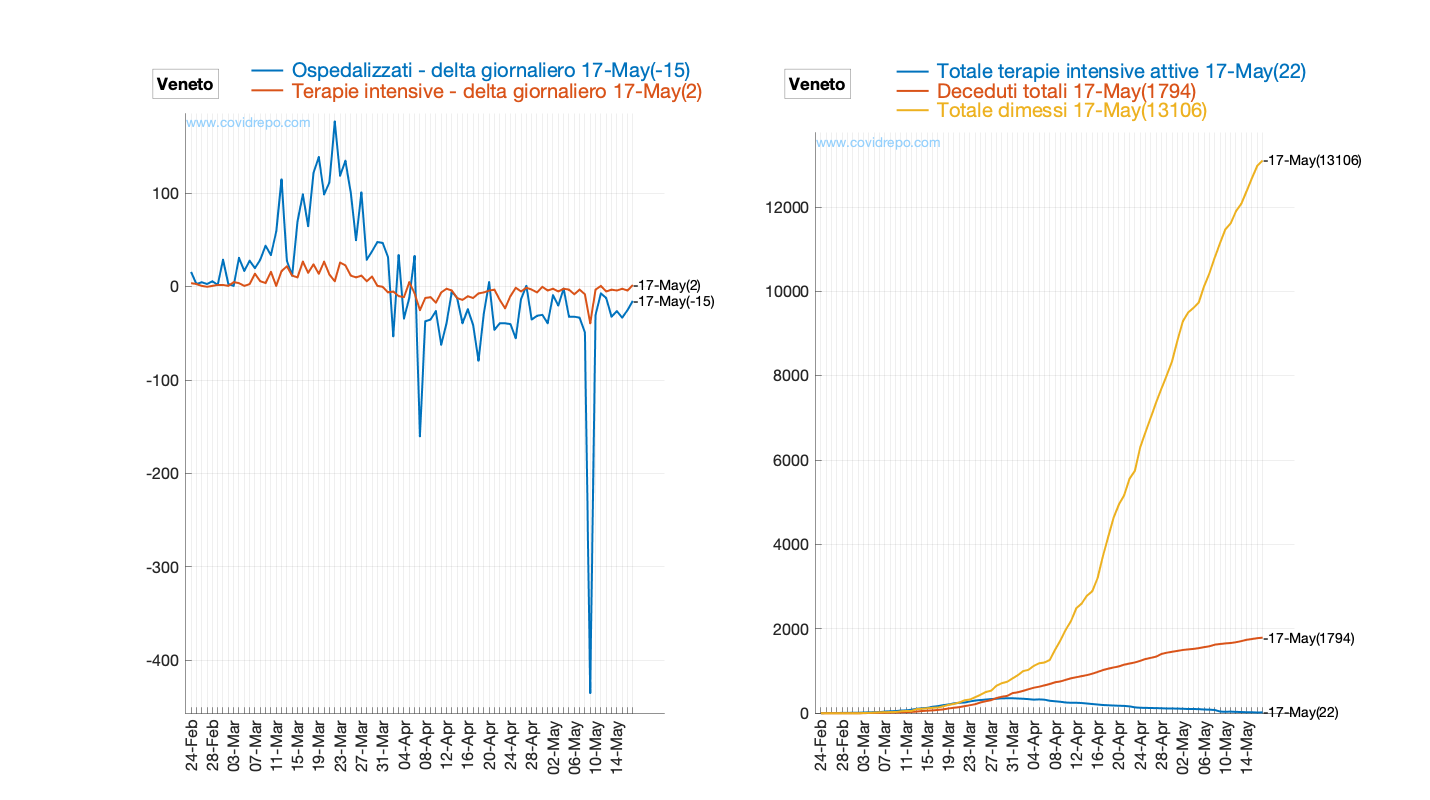 Veneto
Ospedalizzati - delta giornaliero 17-May(-15)
Terapie intensive - delta giornaliero 17-May(2)
www.covidrepo.com
100
0
-100
-200
-300
-400
17-May(2)
17-May(-15)
24-Feb
28-Feb
03-Mar
07-Mar
11-Mar
15-Mar
19-Mar
23-Mar
27-Mar
31-Mar
04-Apr
08-Apr
12-Apr
16-Apr
20-Apr
24-Apr
28-Apr
02-May
06-May
10-May
14-May
Veneto
Totale terapie intensive attive 17-May(22)
Deceduti totali 17-May(1794)
Totale dimessi 17-May(13106)
www.covidrepo.com
12000
10000
8000
6000
4000
2000
0
17-May(13106)
17-May(1794)
17-May(22)
24-Feb
28-Feb
03-Mar
07-Mar
11-Mar
15-Mar
19-Mar
23-Mar
27-Mar
31-Mar
04-Apr
08-Apr
12-Apr
16-Apr
20-Apr
24-Apr
28-Apr
02-May
06-May
10-May
14-May